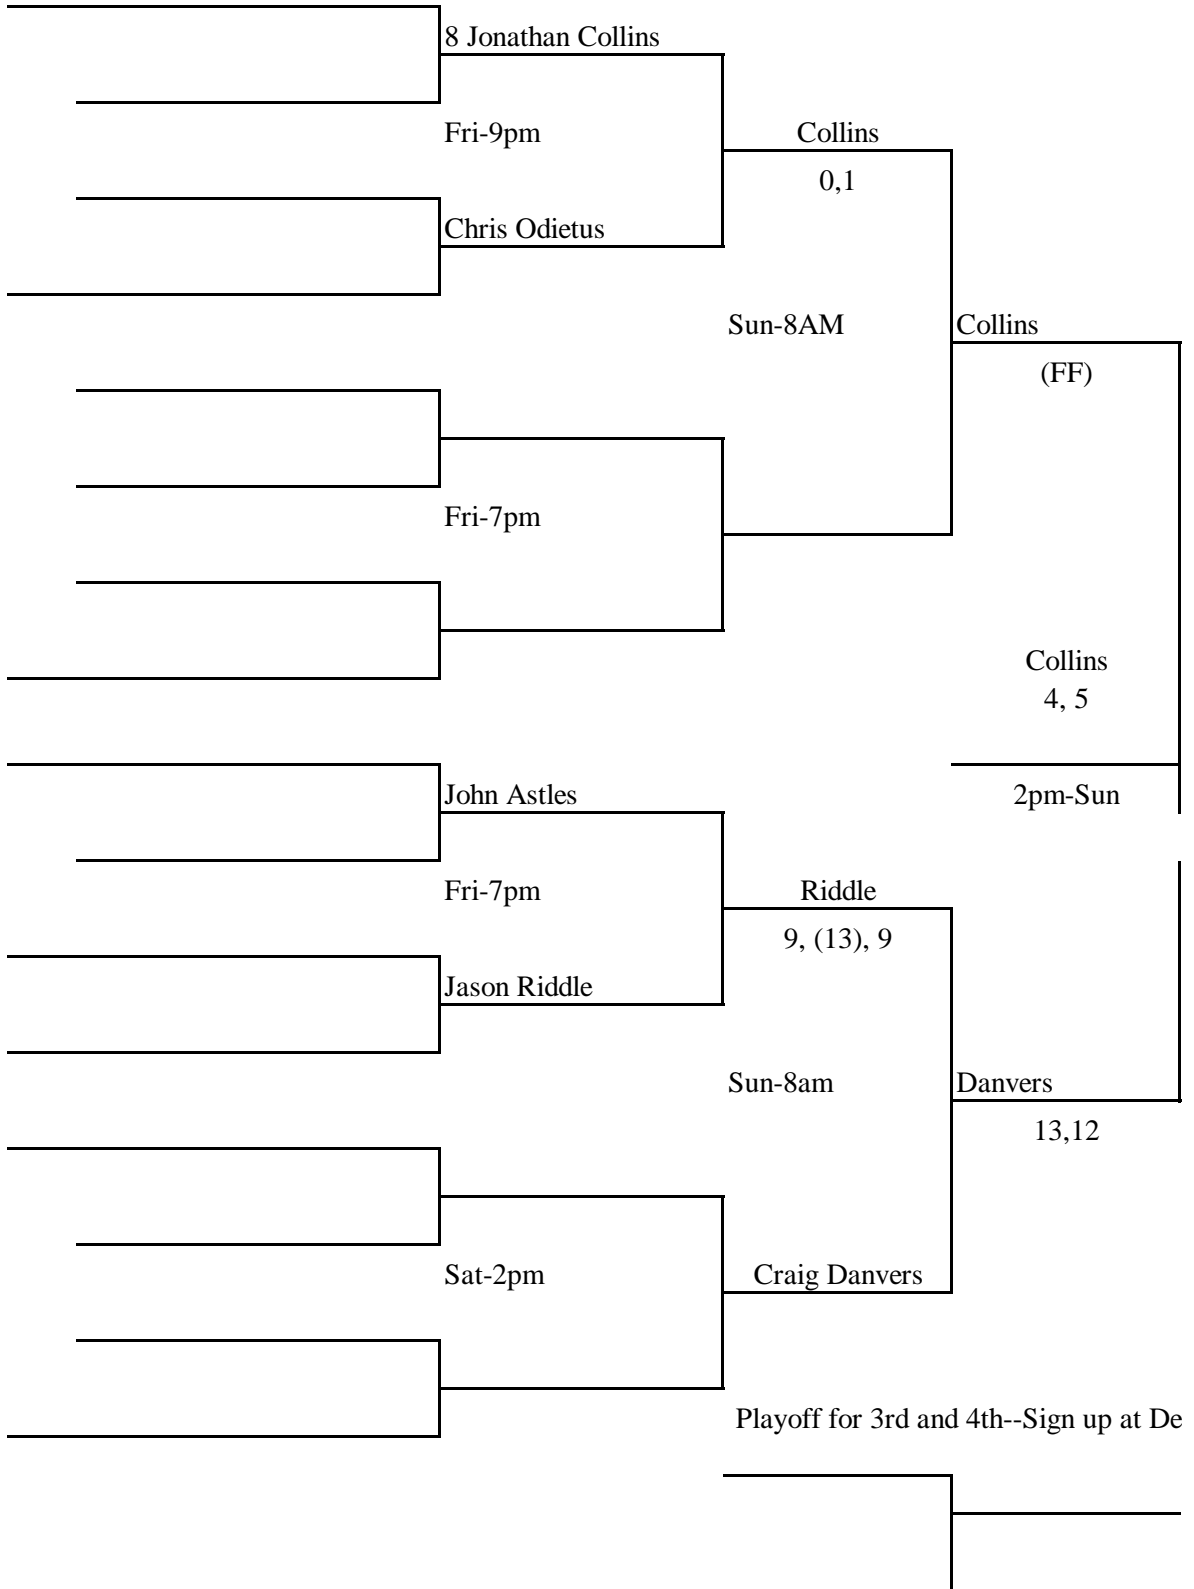 8 Jonathan Collins
Fri-9pm
Collins
0,1
Chris Odietus
Sun-8AM
Collins
(FF)
Fri-7pm
Collins
4, 5
John Astles
2pm-Sun
Fri-7pm
Riddle
9, (13), 9
Jason Riddle
Sun-8am
Danvers
13,12
Sat-2pm
Craig Danvers
Playoff for 3rd and 4th--Sign up at De